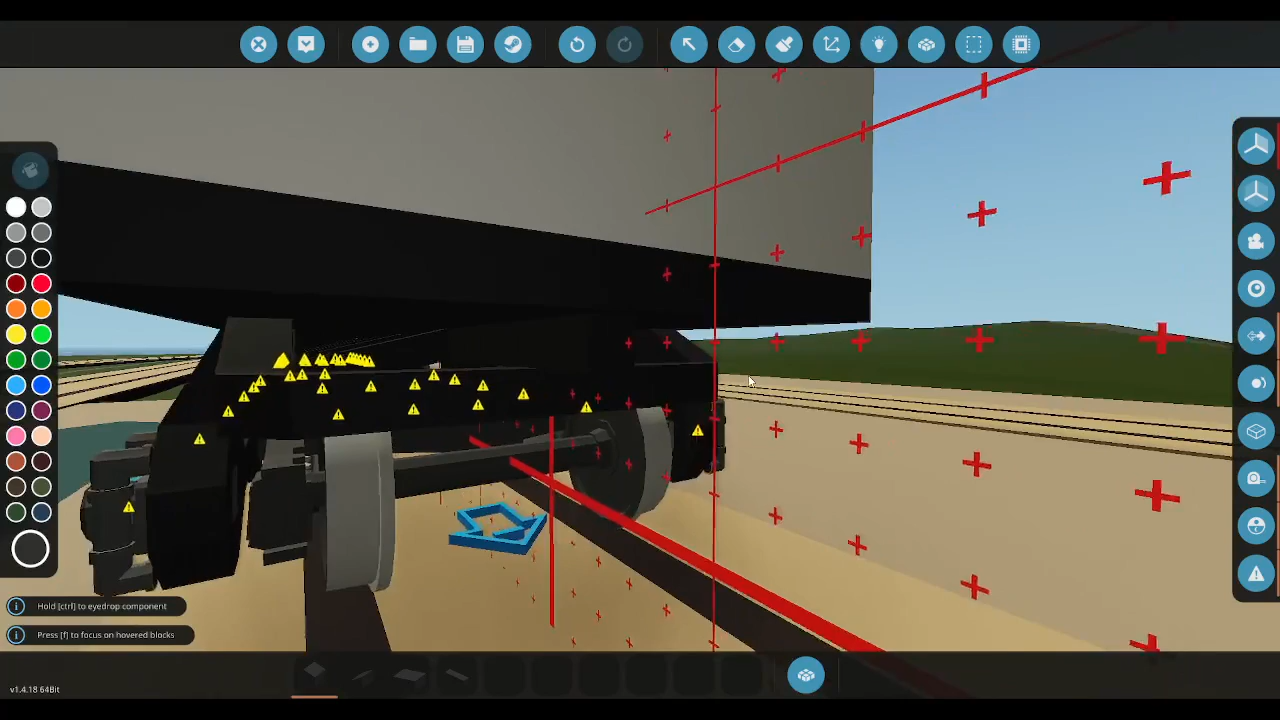 Hold [ctrl] to eyedrop component
Press [f] to focus on hovered blocks
v1.4.18 64Bit